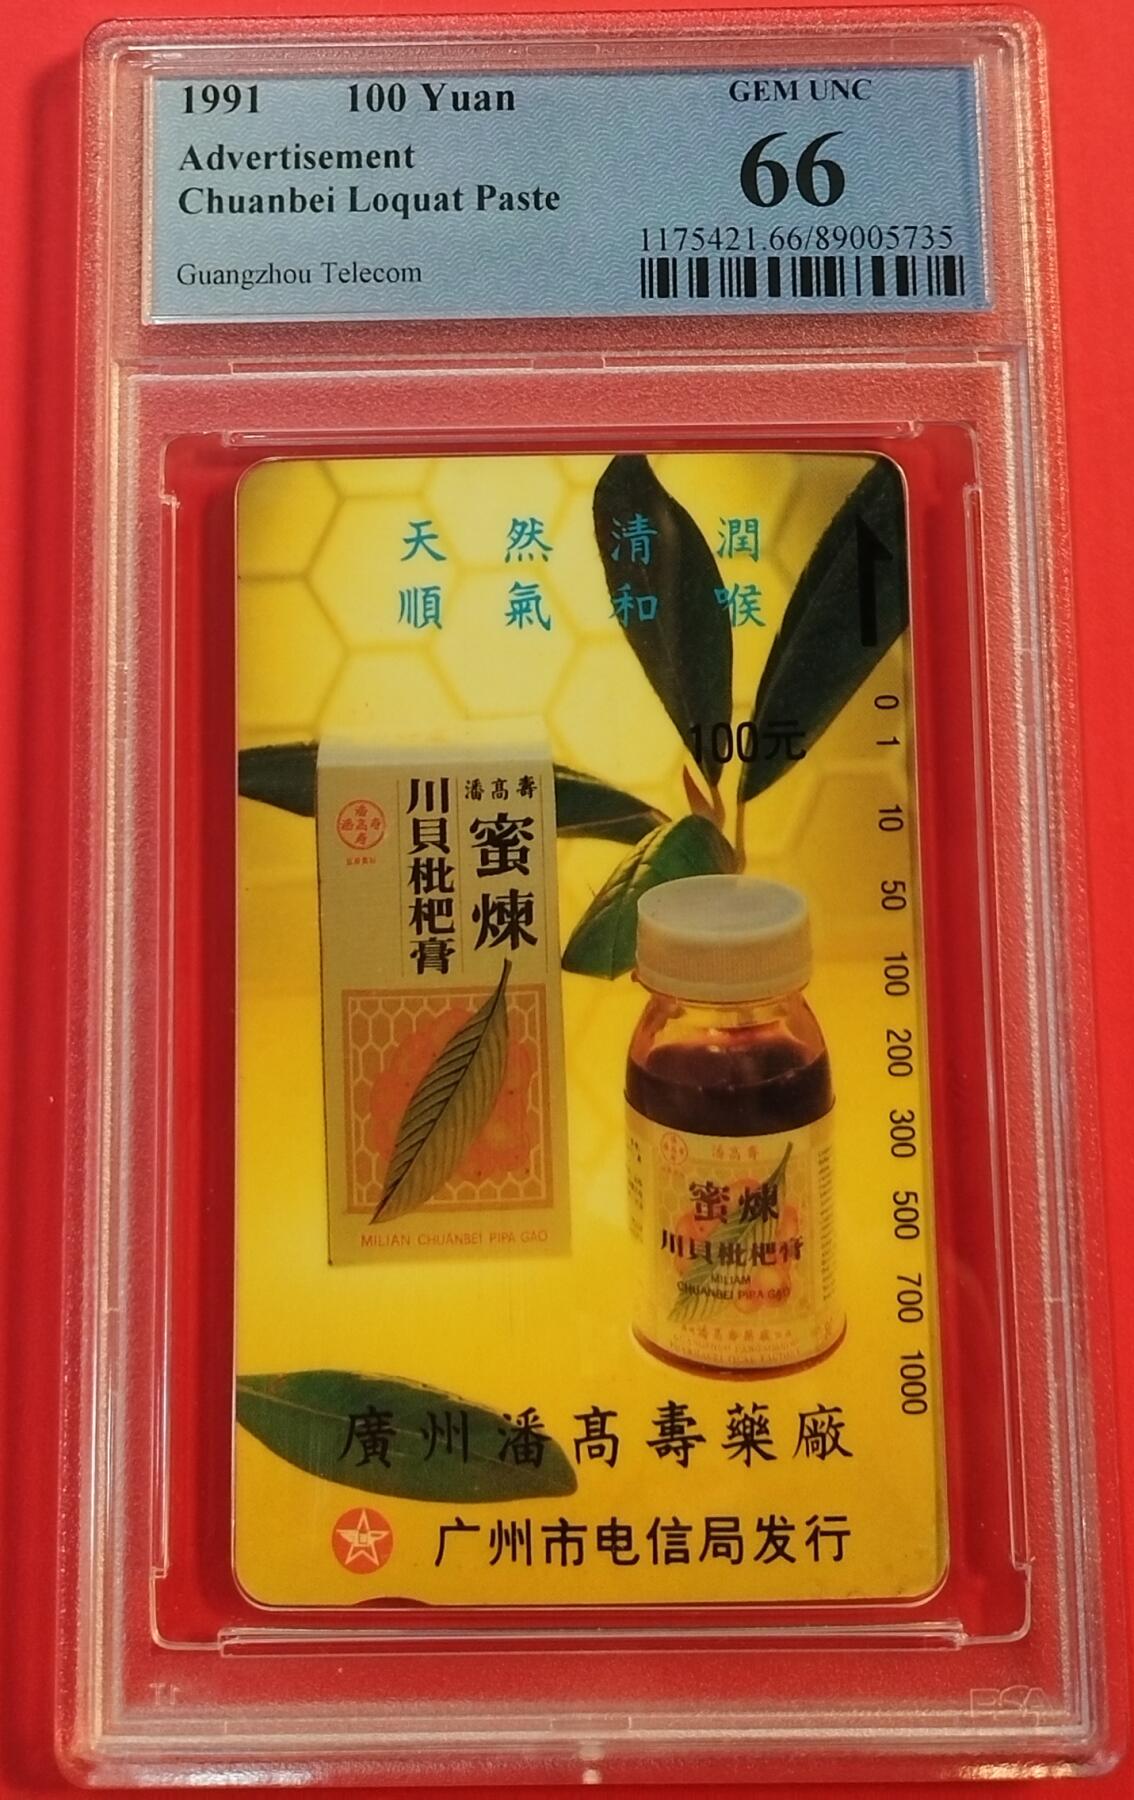 1991 100 Yuan
GEM UNC
Advertisement
66
Chuanbei Loquat Paste
1175421.66/89005735
Guangzhou Telecom
天然清潤
順氣和喉
100元
0
1
10
50
100
200
300
500
700
1000
潘高壽
蜜煉
川貝枇杷膏
MILIAN CHUANBEI PIPA GAO
潘高壽
蜜煉
川貝枇杷膏
MILIAM
CHUANBEI PIPA GAO
廣州潘高壽藥廠
广州市电信局发行